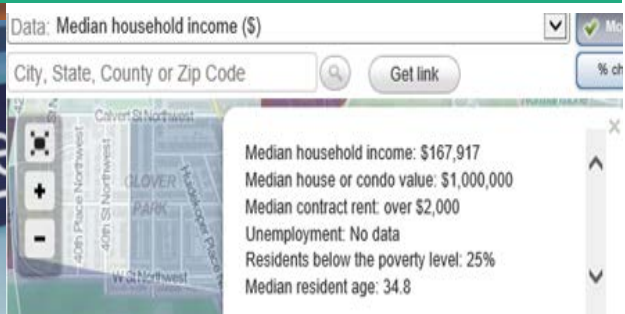 Data: Median household income ($)
Mo
City, State, County or Zip Code
Get link
% ch
Calvert St Northwest
40th Place Northwest
40th St Northwest
GLOVER
PARK
Huidekoper Place
W St Northwest
Median household income: $167,917
Median house or condo value: $1,000,000
Median contract rent: over $2,000
Unemployment: No data
Residents below the poverty level: 25%
Median resident age: 34.8